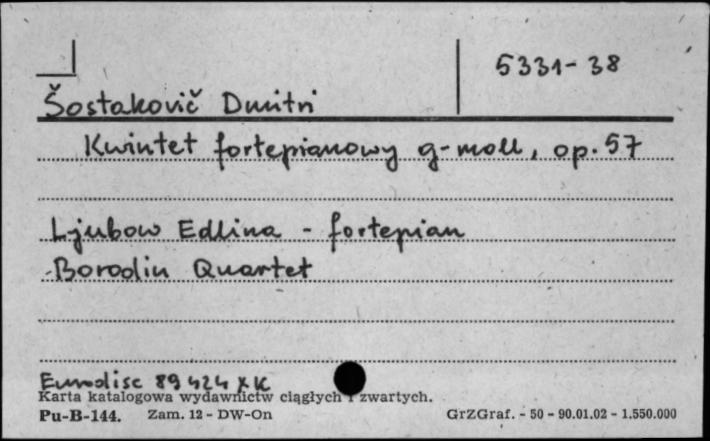 5331-38
Šostakovič Dmitri
Kwintet fortepianowy g-moll, op. 57
Ljubow Edlina - fortepian
Borodin Quartet
Eurodisc 89 424 XK
Karta katalogowa wydawnictw ciągłych i zwartych.
Pu-B-144. Zam. 12 - DW-On GrZGraf. - 50 - 90.01.02 - 1.550.000